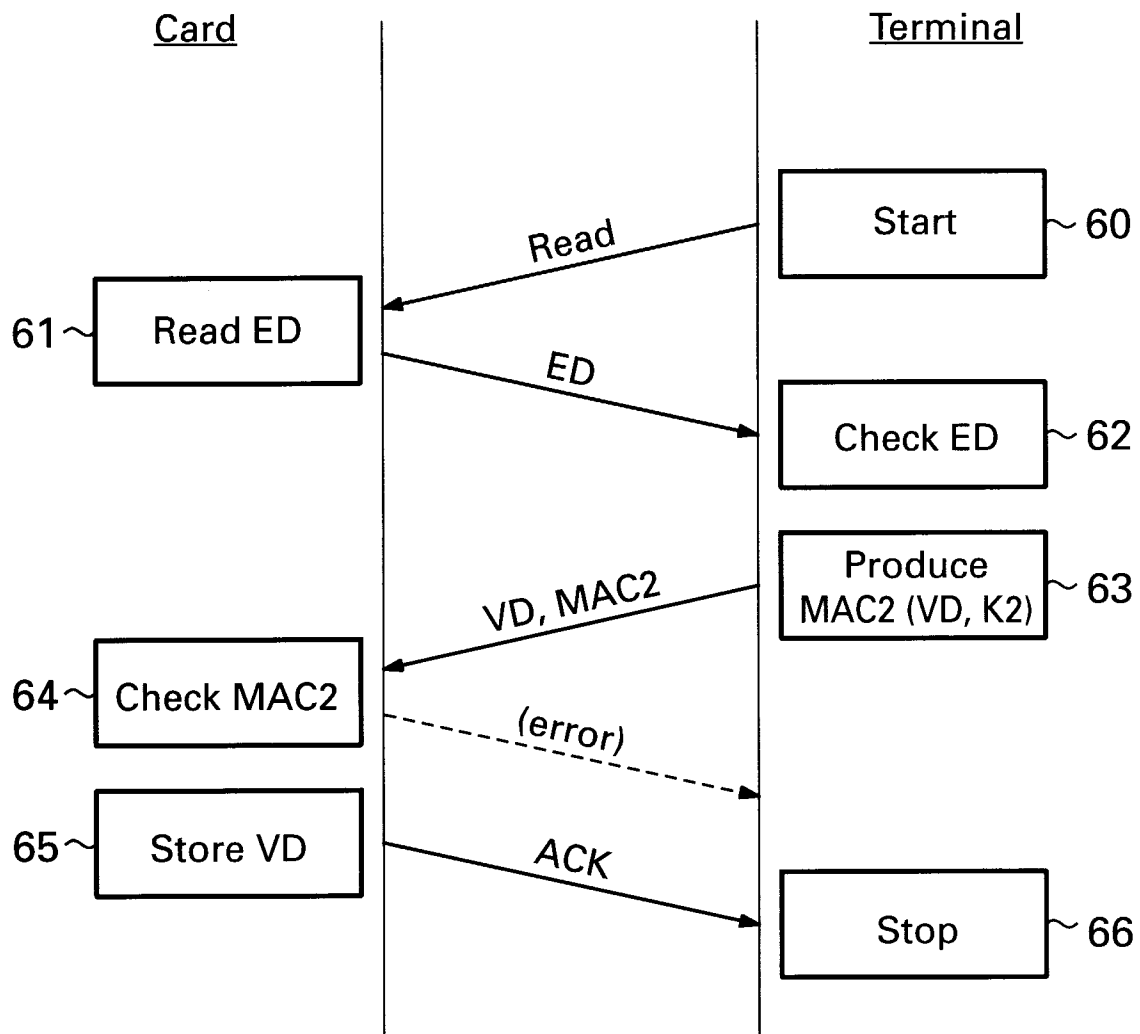 Card
Terminal
Start
60
Read
61
Read ED
ED
Check ED
62
Produce
MAC2 (VD, K2)
63
VD, MAC2
64
Check MAC2
(error)
65
Store VD
ACK
Stop
66